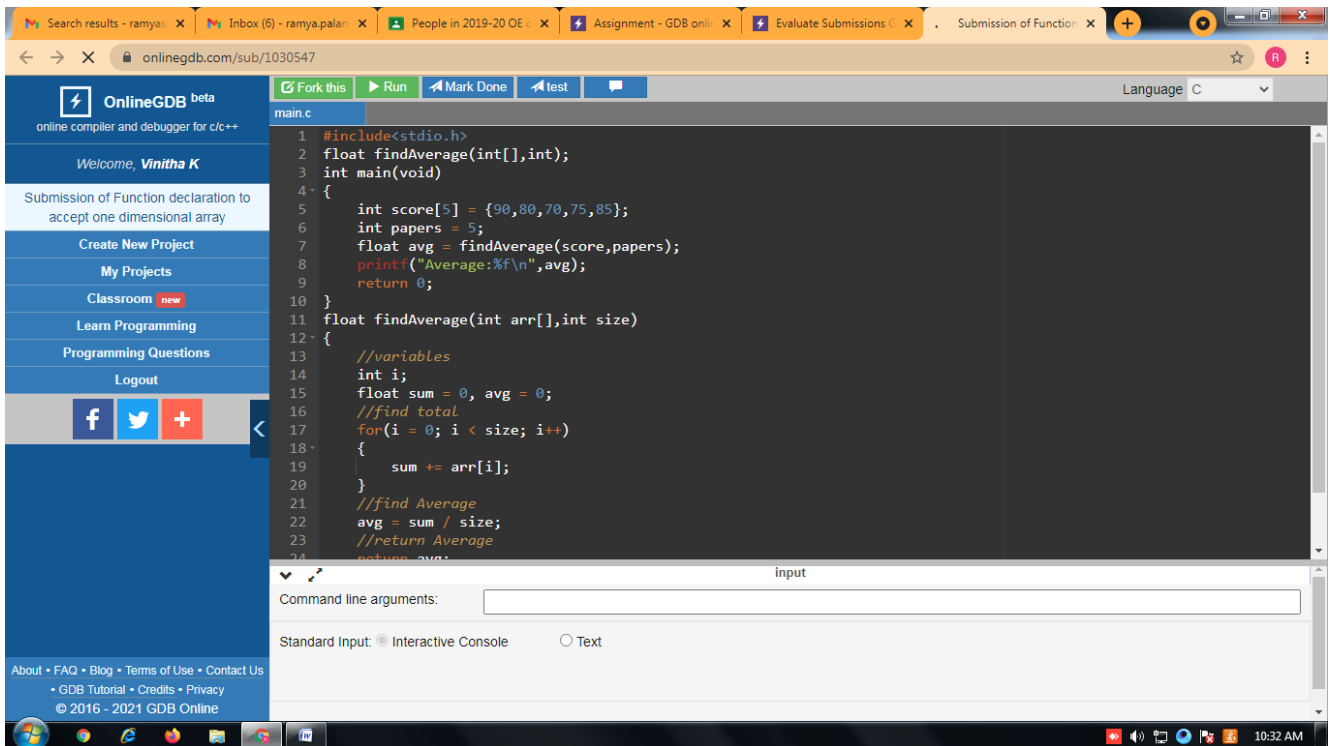 Search results - ramyas
Inbox (6) - ramya.palan
People in 2019-20 OE c
Assignment - GDB onlin
Evaluate Submissions G
Submission of Function
onlinegdb.com/sub/1030547
R
OnlineGDB beta
online compiler and debugger for c/c++
Welcome, Vinitha K
Submission of Function declaration to
accept one dimensional array
Create New Project
My Projects
Classroom new
Learn Programming
Programming Questions
Logout
Fork this Run Mark Done test
Language C
main.c
1 #include<stdio.h>
2 float findAverage(int[],int);
3 int main(void)
4 {
5 int score[5] = {90,80,70,75,85};
6 int papers = 5;
7 float avg = findAverage(score,papers);
8 printf("Average:%f\n",avg);
9 return 0;
10 }
11 float findAverage(int arr[],int size)
12 {
13 //variables
14 int i;
15 float sum = 0, avg = 0;
16 //find total
17 for(i = 0; i < size; i++)
18 {
19 sum += arr[i];
20 }
21 //find Average
22 avg = sum / size;
23 //return Average
24 return avg;
input
Command line arguments:
Standard Input: Interactive Console Text
About • FAQ • Blog • Terms of Use • Contact Us
• GDB Tutorial • Credits • Privacy
© 2016 - 2021 GDB Online
10:32 AM